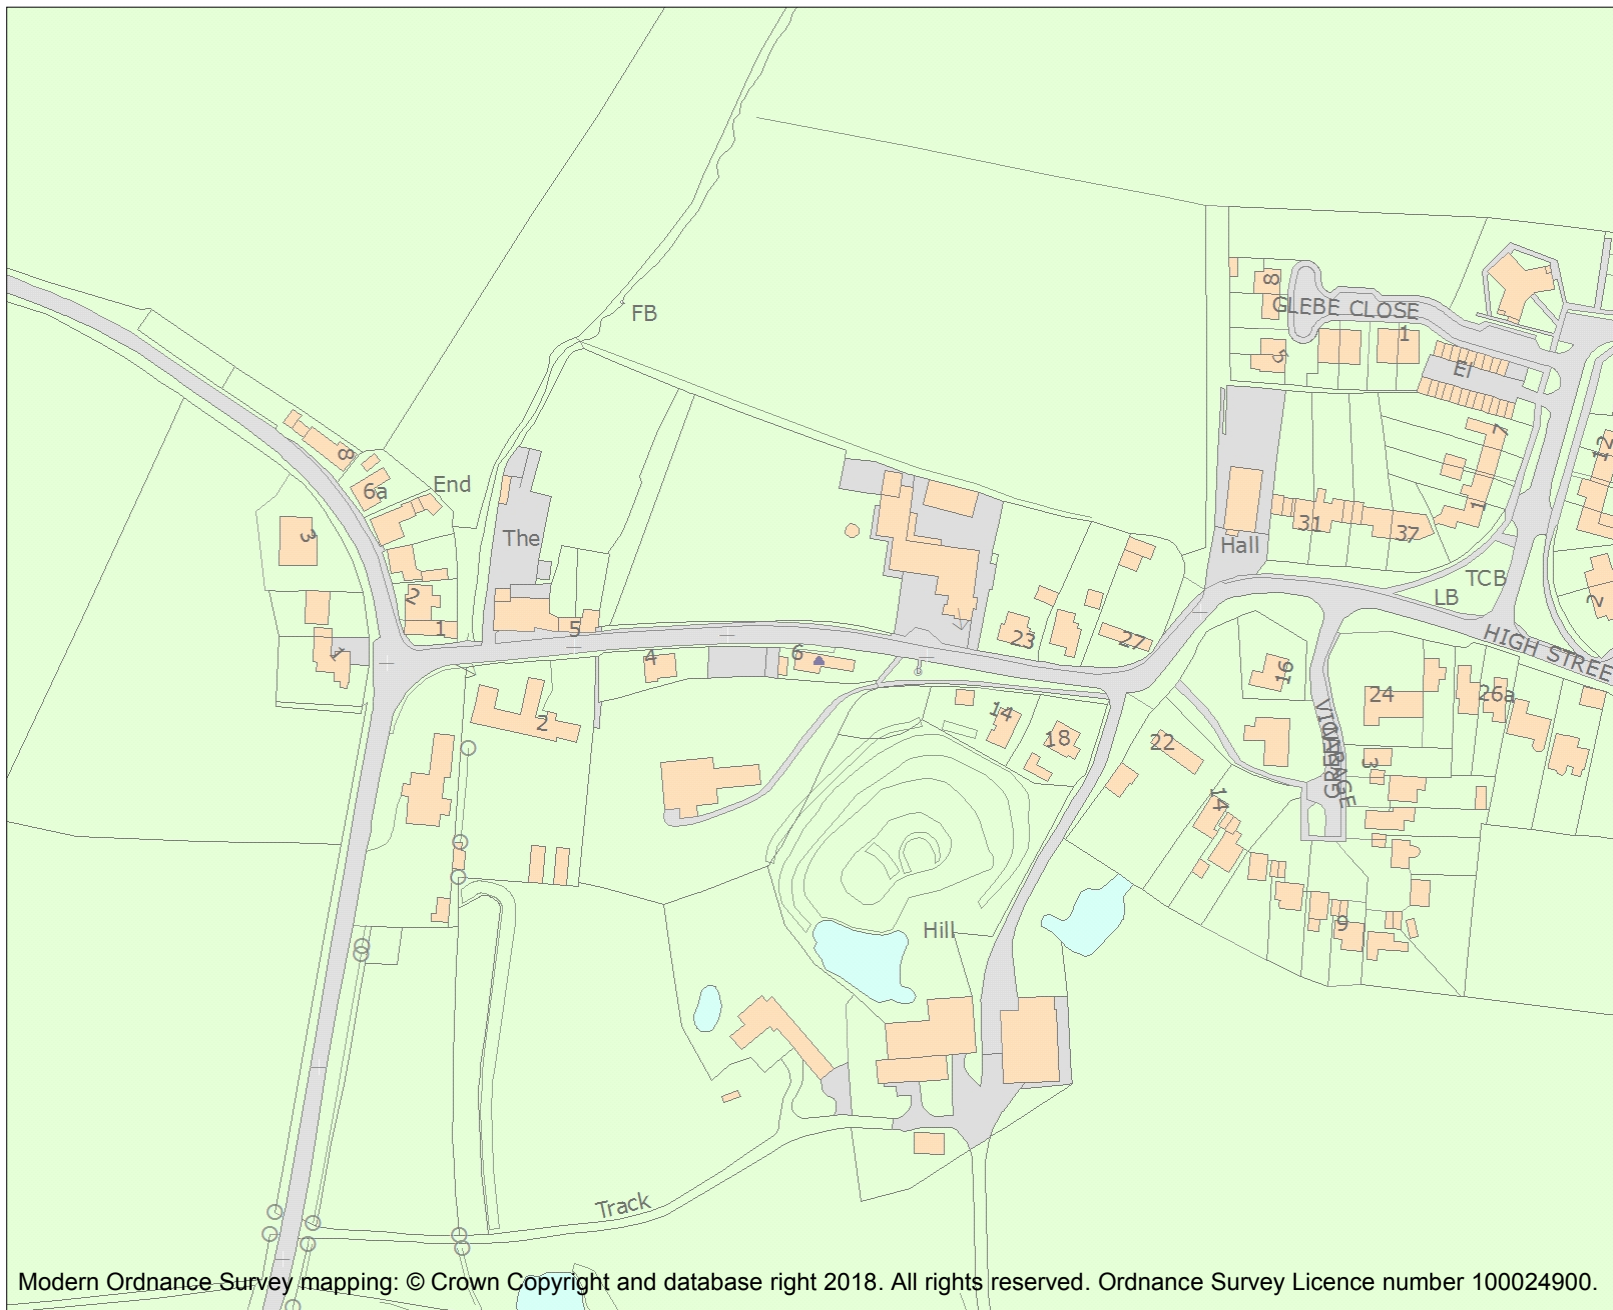 8
GLEBE CLOSE
FB
1
5
El
8
7
12
6a
End
1
31
37
3
The
Hall
TCB
2
LB
2
1
5
23
27
HIGH STREE
4
6
1
16
24
26a
2
14
18
22
VICARAGE
GREEN
3
14
Hill
9
Track
Modern Ordnance Survey mapping: © Crown Copyright and database right 2018. All rights reserved. Ordnance Survey Licence number 100024900.